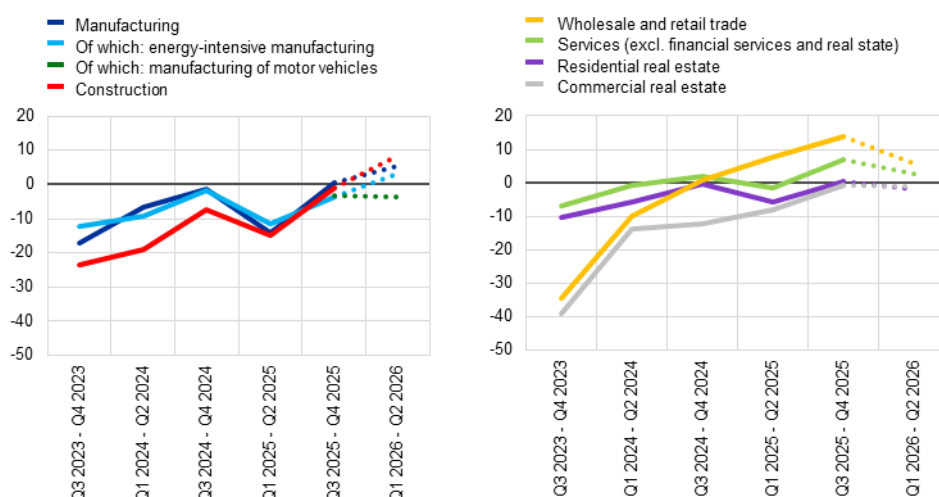 Manufacturing
Of which: energy-intensive manufacturing
Of which: manufacturing of motor vehicles
Construction
20
10
0
-10
-20
-30
-40
-50
Q3 2023 - Q4 2023
Q1 2024 - Q2 2024
Q3 2024 - Q4 2024
Q1 2025 - Q2 2025
Q3 2025 - Q4 2025
Q1 2026 - Q2 2026
Wholesale and retail trade
Services (excl. financial services and real state)
Residential real estate
Commercial real estate
20
10
0
-10
-20
-30
-40
-50
Q3 2023 - Q4 2023
Q1 2024 - Q2 2024
Q3 2024 - Q4 2024
Q1 2025 - Q2 2025
Q3 2025 - Q4 2025
Q1 2026 - Q2 2026